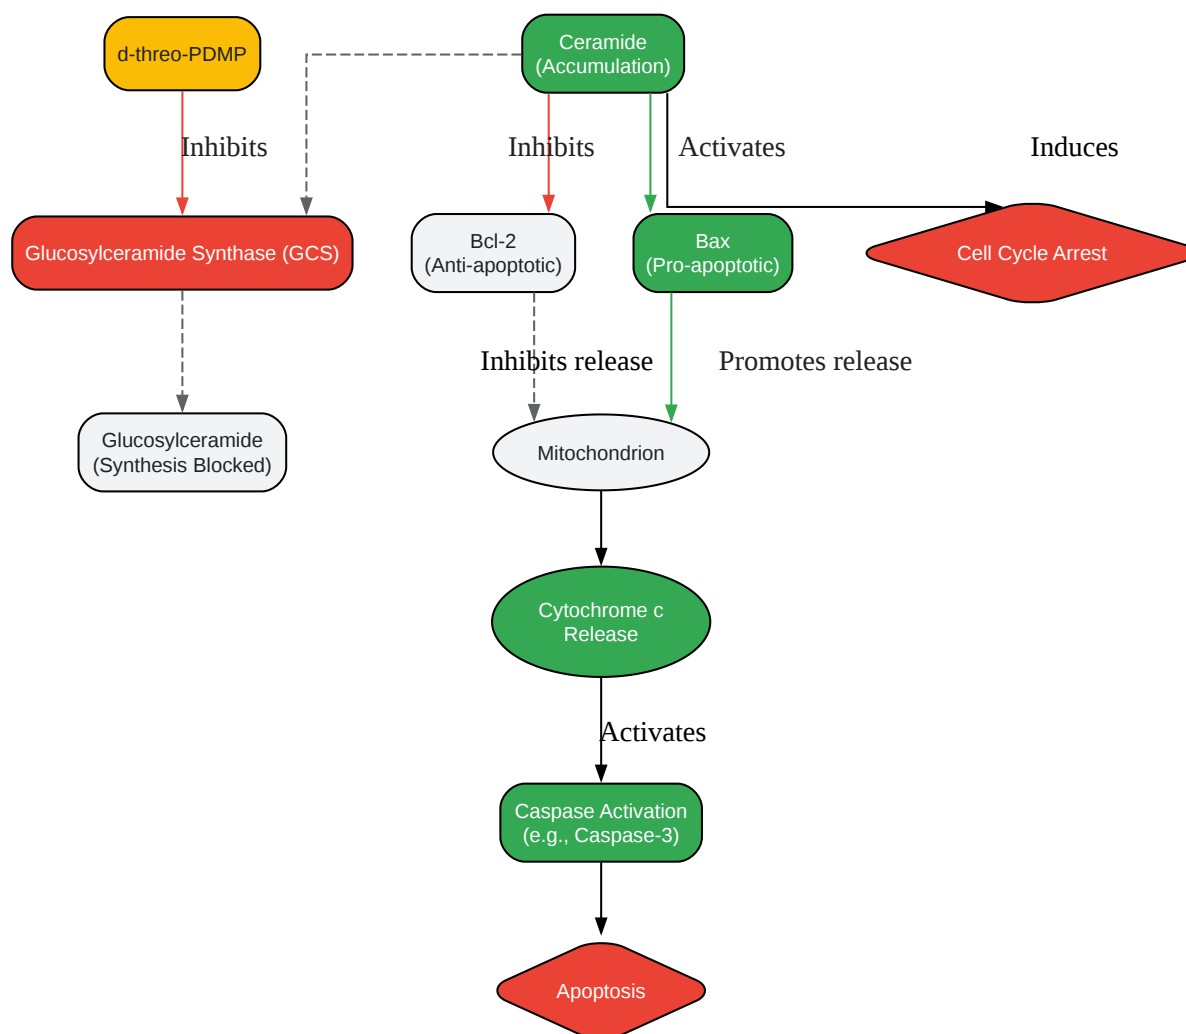 d-threo-PDMP
Ceramide
(Accumulation)
Inhibits
Inhibits
Activates
Induces
Glucosylceramide Synthase (GCS)
Bcl-2
(Anti-apoptotic)
Bax
(Pro-apoptotic)
Cell Cycle Arrest
Inhibits release
Promotes release
Glucosylceramide
(Synthesis Blocked)
Mitochondrion
Cytochrome c
Release
Activates
Caspase Activation
(e.g., Caspase-3)
Apoptosis